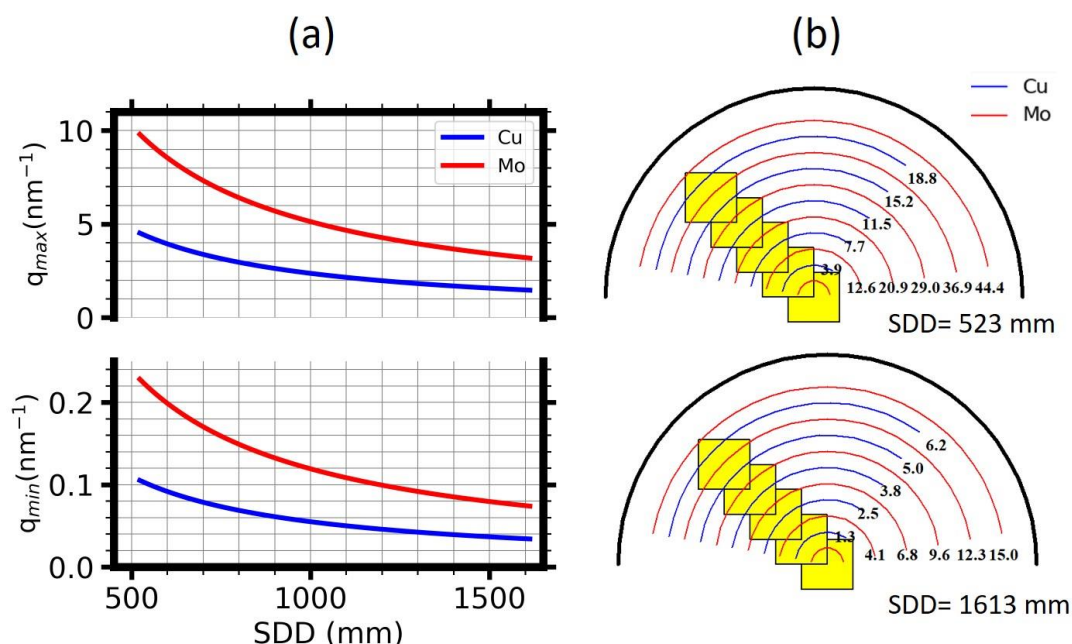 (a)
(b)
10
5
0
q_max(nm⁻¹)
Cu
Mo
0.2
0.1
0.0
q_min(nm⁻¹)
500
1000
1500
SDD (mm)
Cu
Mo
18.8
15.2
11.5
7.7
3.9
12.6 20.9 29.0 36.9 44.4
SDD= 523 mm
6.2
5.0
3.8
2.5
1.3
4.1 6.8 9.6 12.3 15.0
SDD= 1613 mm